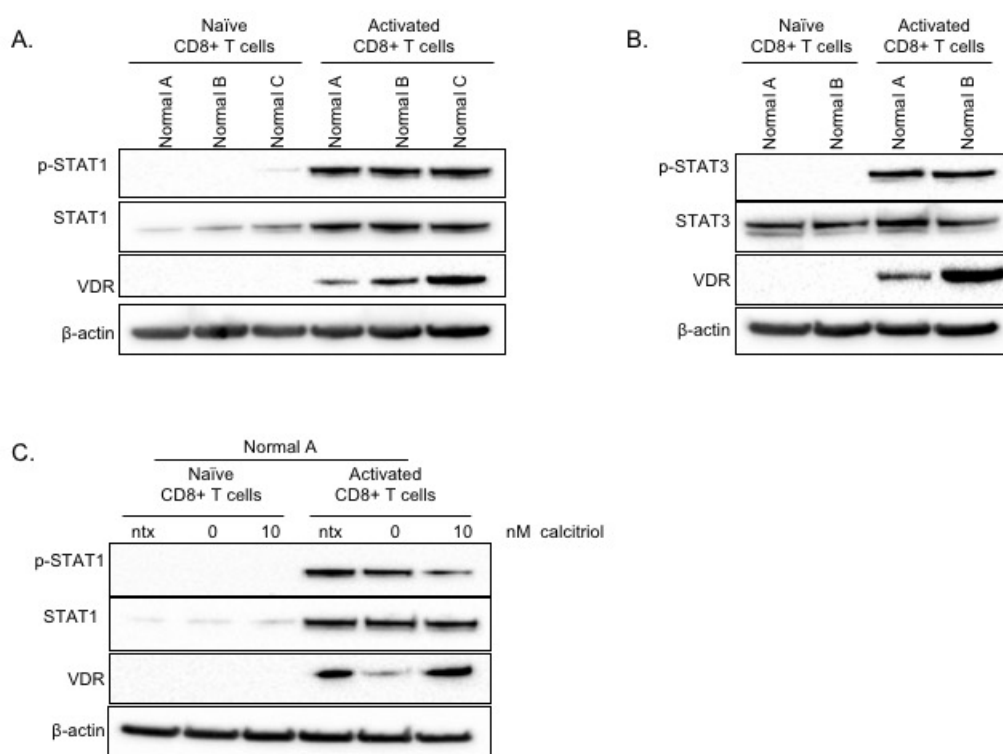 A.
Naïve
CD8+ T cells
Activated
CD8+ T cells
Normal A
Normal B
Normal C
Normal A
Normal B
Normal C
p-STAT1
STAT1
VDR
β-actin
B.
Naïve
CD8+ T cells
Activated
CD8+ T cells
Normal A
Normal B
Normal A
Normal B
p-STAT3
STAT3
VDR
β-actin
C.
Normal A
Naïve
CD8+ T cells
Activated
CD8+ T cells
ntx 0 10 ntx 0 10 nM calcitriol
p-STAT1
STAT1
VDR
β-actin